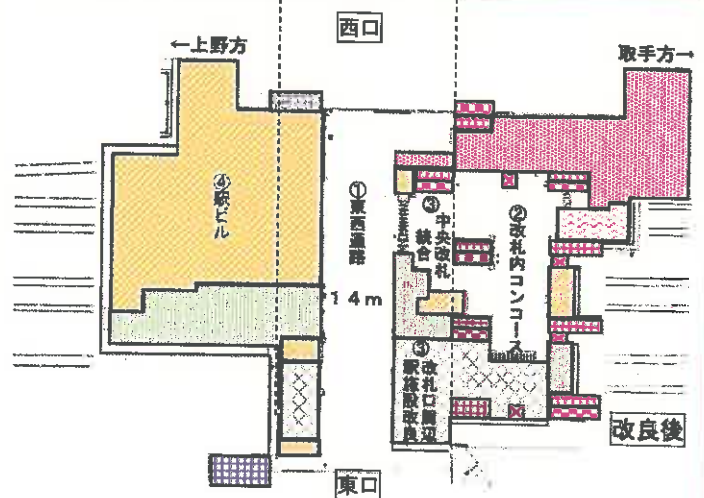 西口
←上野方
取手方→
④駅ビル
①東西通路
14m
③中央改札
統合
②改札内コンコース
③改札口周辺
駅施設改良
改良後
東口